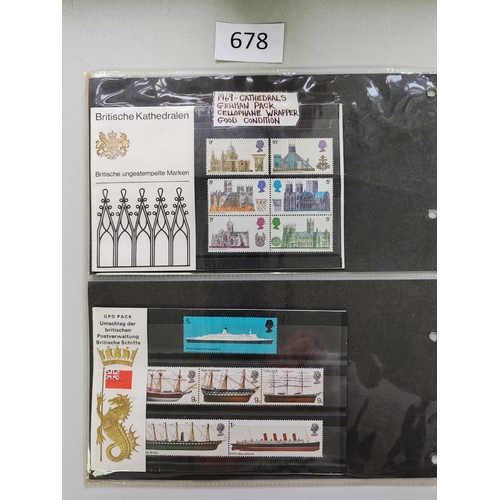 678
1969 - CATHEDRALS
GERMAN PACK
CELLOPHANE WRAPPER
GOOD CONDITION
Britische Kathedralen
Britische ungestempelte Marken
GPO PACK
Umschlag der
britischen
Postverwaltung
Britische Schiffe